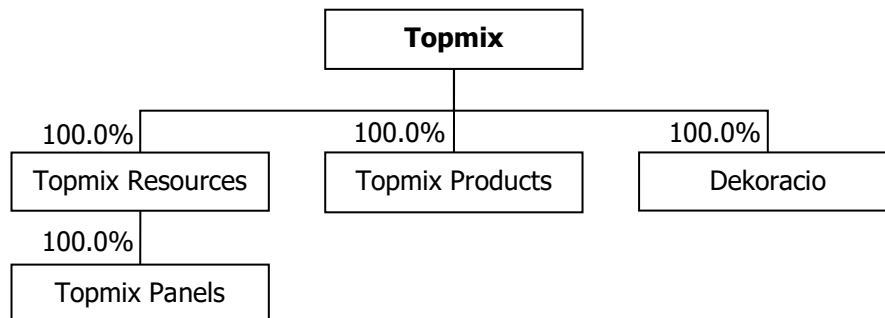 Topmix
100.0%
100.0%
100.0%
Topmix Resources
Topmix Products
Dekoracio
100.0%
Topmix Panels